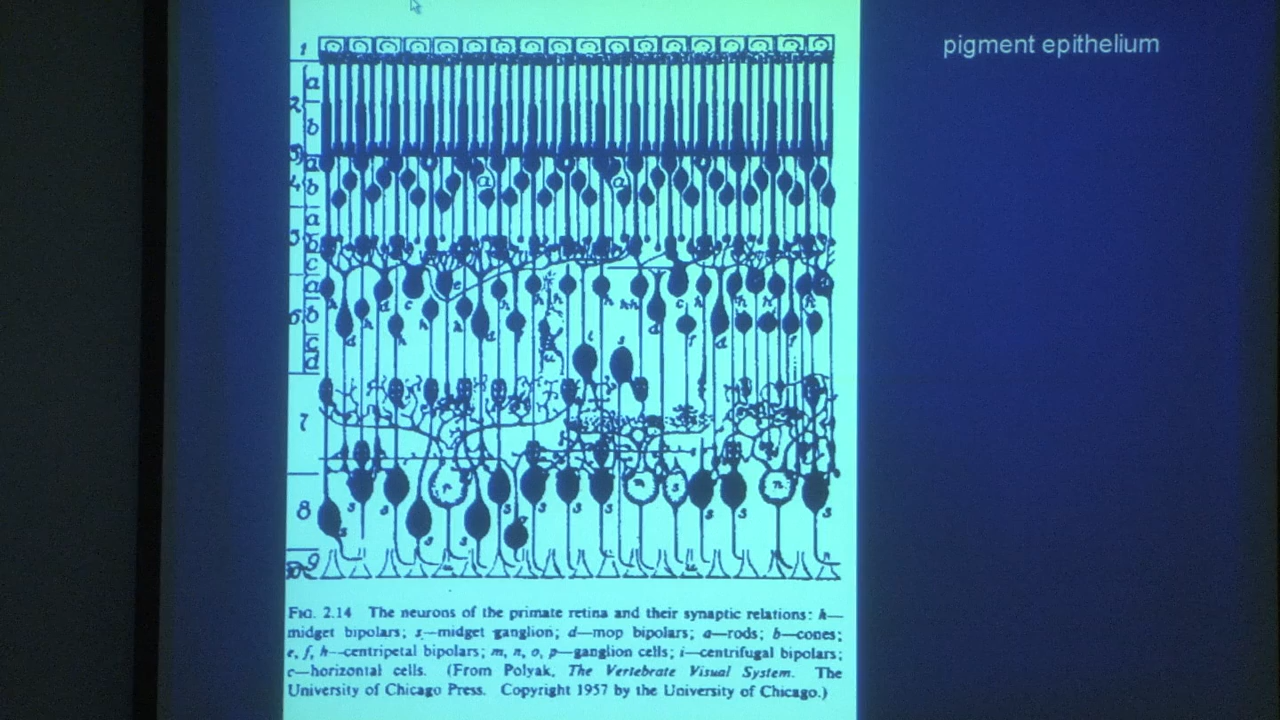 pigment epithelium
1
a
2
b
3
a
4
b
a
5
b
c
a
6
b
c
7
8
9
FIG. 2.14 The neurons of the primate retina and their synaptic relations: h—
midget bipolars; s—midget ganglion; d—mop bipolars; a—rods; b—cones;
e, f, h—centripetal bipolars; m, n, o, p—ganglion cells; i—centrifugal bipolars;
c—horizontal cells. (From Polyak, The Vertebrate Visual System. The
University of Chicago Press. Copyright 1957 by the University of Chicago.)